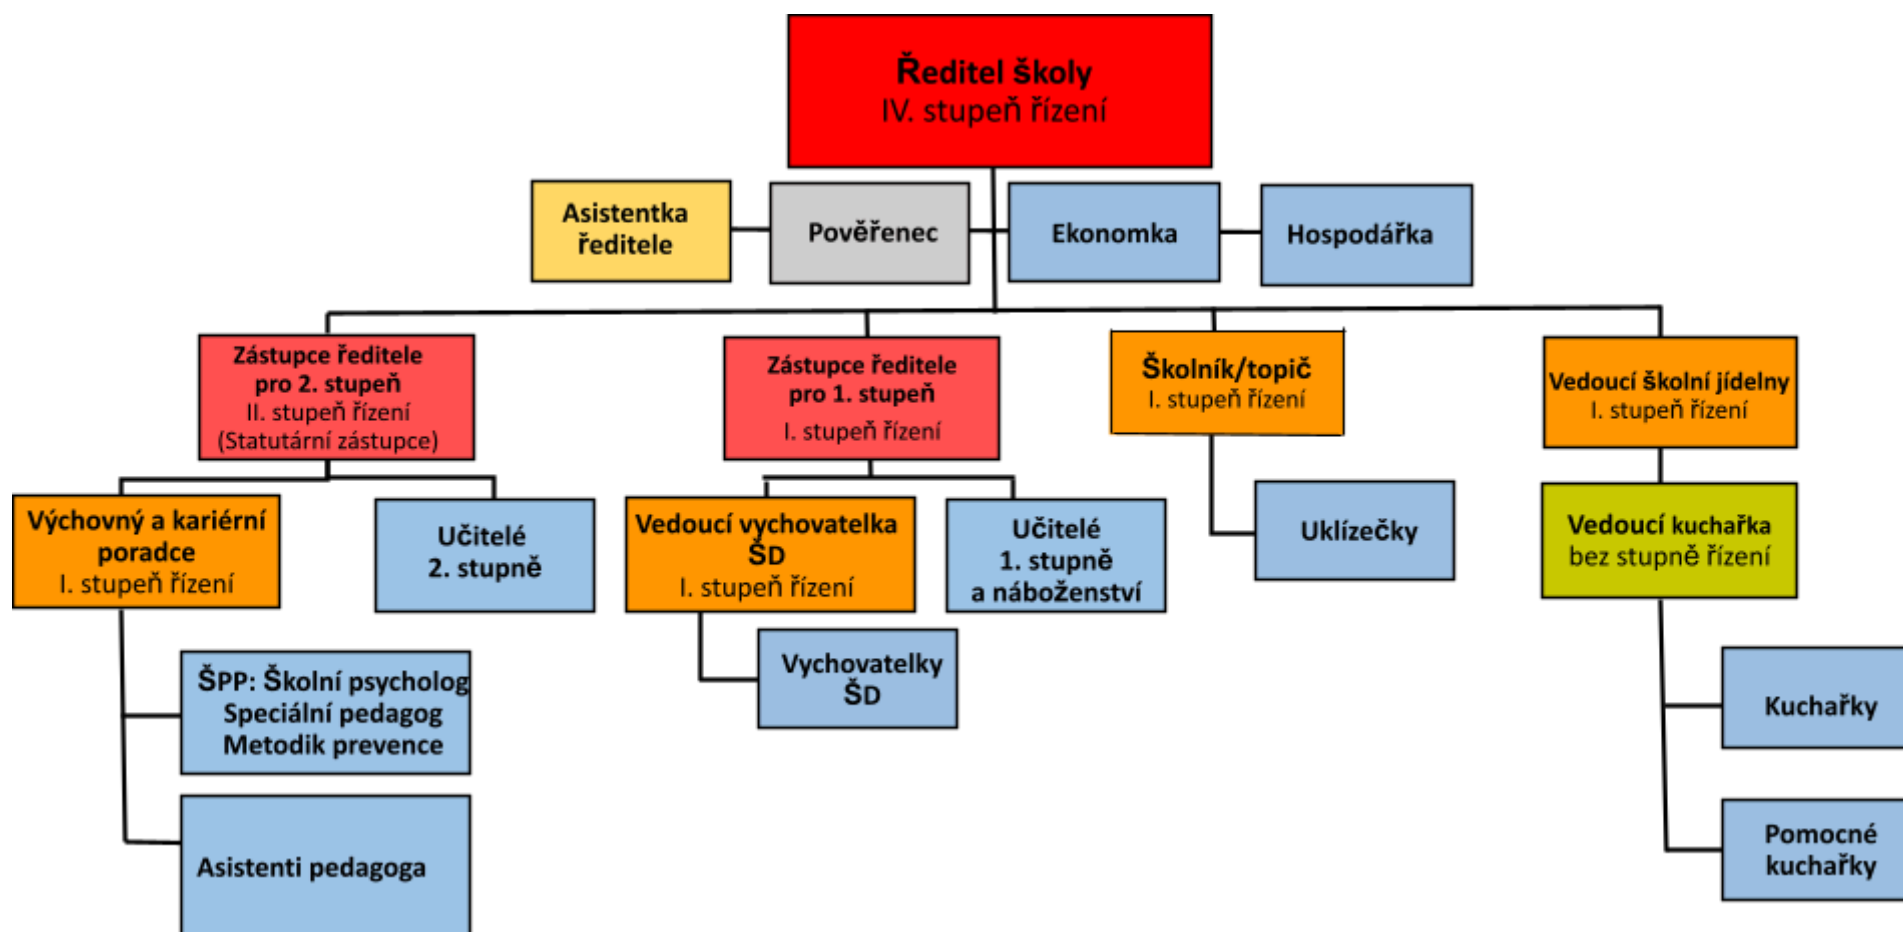 Ředitel školy
IV. stupeň řízení
Asistentka
ředitele
Pověřenec
Ekonomka
Hospodářka
Zástupce ředitele
pro 2. stupeň
II. stupeň řízení
(Statutární zástupce)
Zástupce ředitele
pro 1. stupeň
I. stupeň řízení
Školník/topič
I. stupeň řízení
Vedoucí školní jídelny
I. stupeň řízení
Výchovný a kariérní
poradce
I. stupeň řízení
Učitelé
2. stupně
Vedoucí vychovatelka
ŠD
I. stupeň řízení
Učitelé
1. stupně
a náboženství
Uklízečky
Vedoucí kuchařka
bez stupně řízení
ŠPP: Školní psycholog
Speciální pedagog
Metodik prevence
Vychovatelky
ŠD
Kuchařky
Asistenti pedagoga
Pomocné
kuchařky